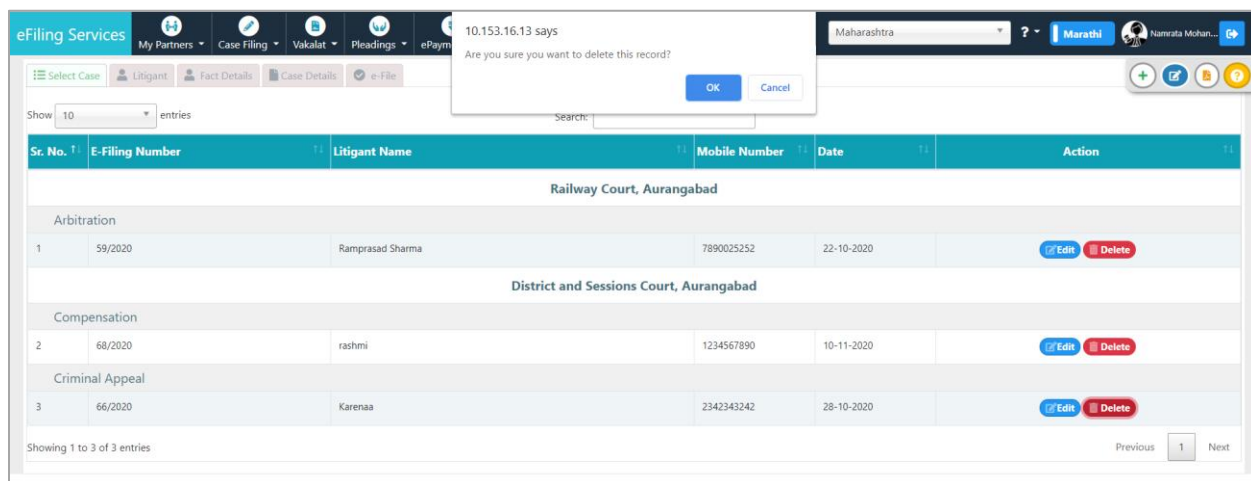 eFiling Services
My Partners
Case Filing
Vakalat
Pleadings
ePaym
10.153.16.13 says
Are you sure you want to delete this record?
OK
Cancel
Maharashtra
?
Marathi
Namrata Mohan...
Select Case
Litigant
Fact Details
Case Details
e-File
Show 10 entries
Search:
Sr. No. E-Filing Number Litigant Name Mobile Number Date Action
Railway Court, Aurangabad
Arbitration
1 59/2020 Ramprasad Sharma 7890025252 22-10-2020 Edit Delete
District and Sessions Court, Aurangabad
Compensation
2 68/2020 rashmi 1234567890 10-11-2020 Edit Delete
Criminal Appeal
3 66/2020 Karenaa 2342343242 28-10-2020 Edit Delete
Showing 1 to 3 of 3 entries
Previous 1 Next